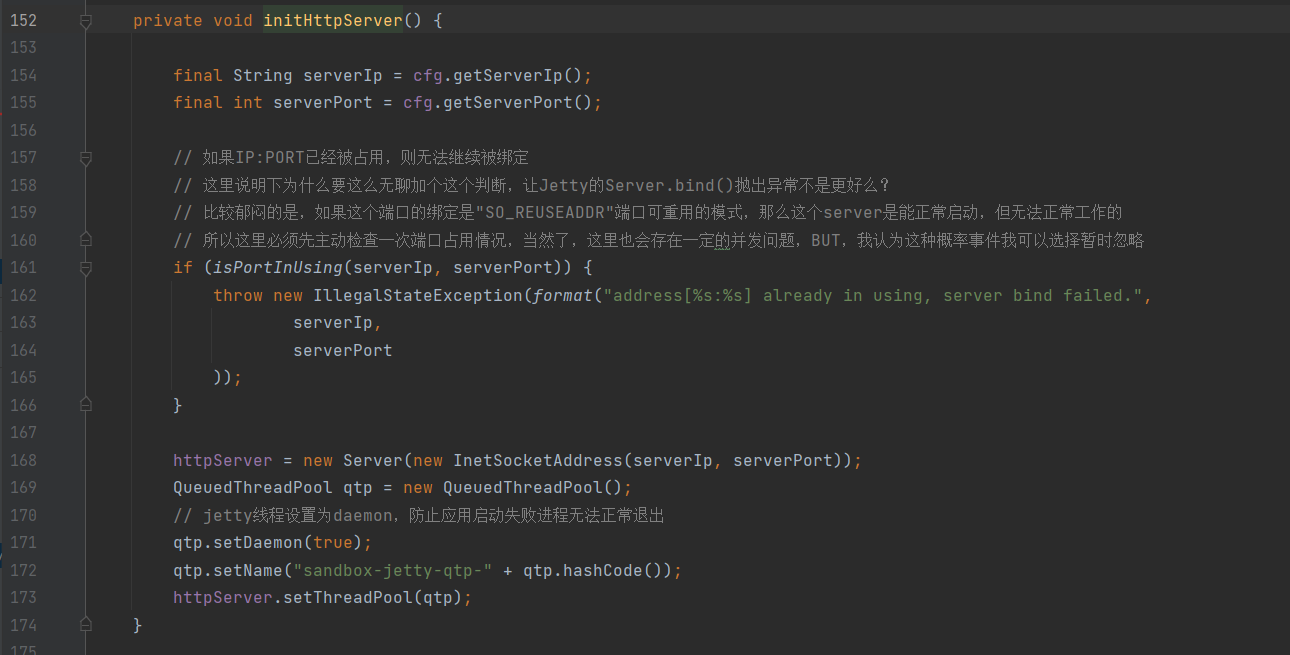 152 private void initHttpServer() {
153
154 final String serverIp = cfg.getServerIp();
155 final int serverPort = cfg.getServerPort();
156
157 // 如果IP:PORT已经被占用，则无法继续被绑定
158 // 这里说明下为什么要这么无聊加个这个判断，让Jetty的Server.bind()抛出异常不是更好么？
159 // 比较郁闷的是，如果这个端口的绑定是"SO_REUSEADDR"端口可重用的模式，那么这个server是能正常启动，但无法正常工作的
160 // 所以这里必须先主动检查一次端口占用情况，当然了，这里也会存在一定的并发问题，BUT，我认为这种概率事件我可以选择暂时忽略
161 if (isPortInUsing(serverIp, serverPort)) {
162 throw new IllegalStateException(format("address[%s:%s] already in using, server bind failed.",
163 serverIp,
164 serverPort
165 ));
166 }
167
168 httpServer = new Server(new InetSocketAddress(serverIp, serverPort));
169 QueuedThreadPool qtp = new QueuedThreadPool();
170 // jetty线程设置为daemon，防止应用启动失败进程无法正常退出
171 qtp.setDaemon(true);
172 qtp.setName("sandbox-jetty-qtp-" + qtp.hashCode());
173 httpServer.setThreadPool(qtp);
174 }
175